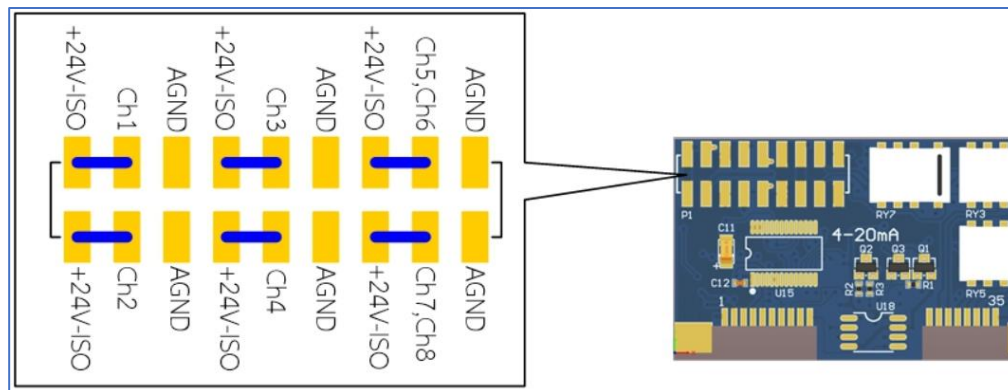 +24V-ISO
Ch1
AGND
+24V-ISO
Ch3
AGND
+24V-ISO
Ch5,Ch6
AGND
+24V-ISO
Ch2
AGND
+24V-ISO
Ch4
AGND
+24V-ISO
Ch7,Ch8
AGND
P1
RY7
RY3
C11
4-20mA
+
Q2
Q3
Q1
C12
U15
R2
R3
R1
RY5
1
U18
35